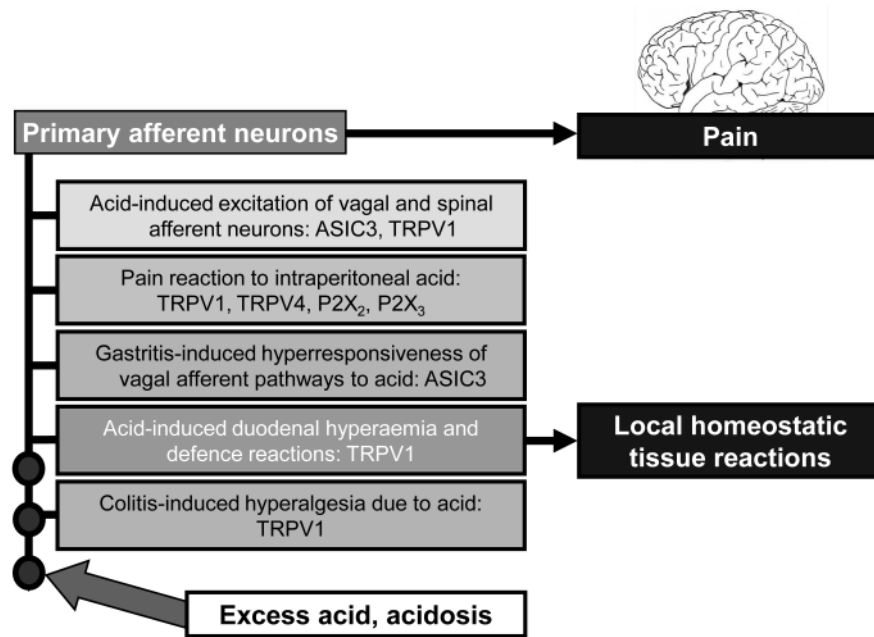 Primary afferent neurons
Pain
Acid-induced excitation of vagal and spinal
afferent neurons: ASIC3, TRPV1
Pain reaction to intraperitoneal acid:
TRPV1, TRPV4, P2X₂, P2X₃
Gastritis-induced hyperresponsiveness of
vagal afferent pathways to acid: ASIC3
Acid-induced duodenal hyperaemia and
defence reactions: TRPV1
Local homeostatic
tissue reactions
Colitis-induced hyperalgesia due to acid:
TRPV1
Excess acid, acidosis